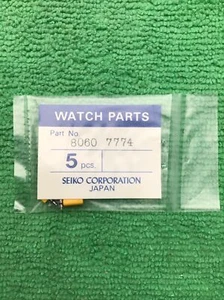 WATCH PARTS
Part No.
8060 7774
5 pcs.
SEIKO CORPORATION
JAPAN